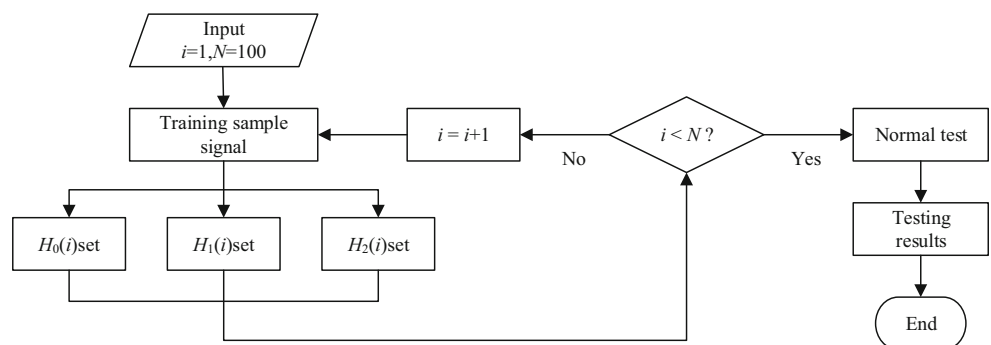 Input
i=1,N=100
Training sample
signal
i = i+1
i < N ?
Normal test
No
Yes
H₀(i)set
H₁(i)set
H₂(i)set
Testing
results
End